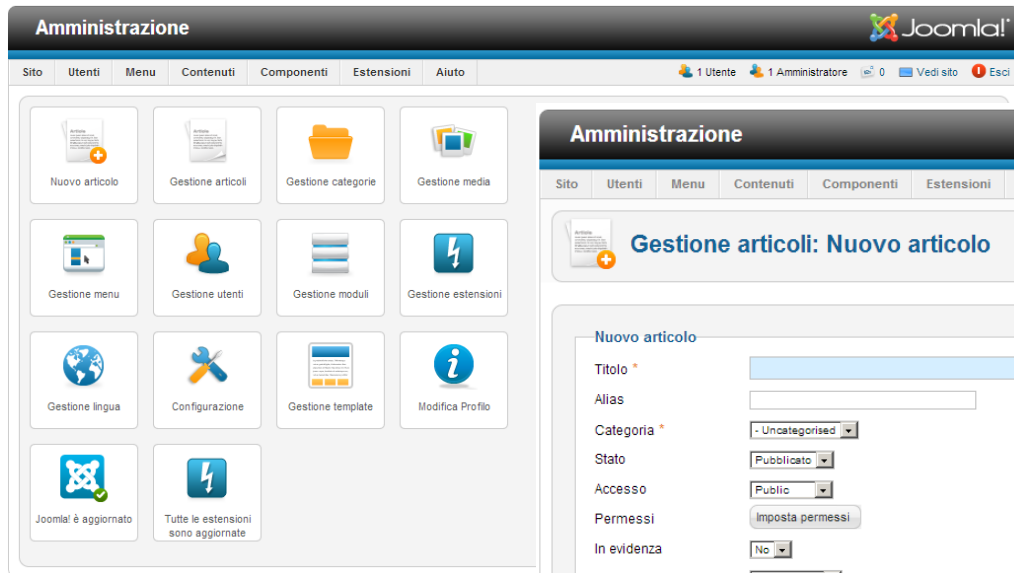 Amministrazione
Joomla!
Sito Utenti Menu Contenuti Componenti Estensioni Aiuto
1 Utente 1 Amministratore 0 Vedi sito Esci
Nuovo articolo
Gestione articoli
Gestione categorie
Gestione media
Gestione menu
Gestione utenti
Gestione moduli
Gestione estensioni
Gestione lingua
Configurazione
Gestione template
Modifica Profilo
Joomla! è aggiornato
Tutte le estensioni
sono aggiornate
Amministrazione
Sito Utenti Menu Contenuti Componenti Estensioni
Gestione articoli: Nuovo articolo
Nuovo articolo
Titolo *
Alias
Categoria * - Uncategorised
Stato Pubblicato
Accesso Public
Permessi Imposta permessi
In evidenza No